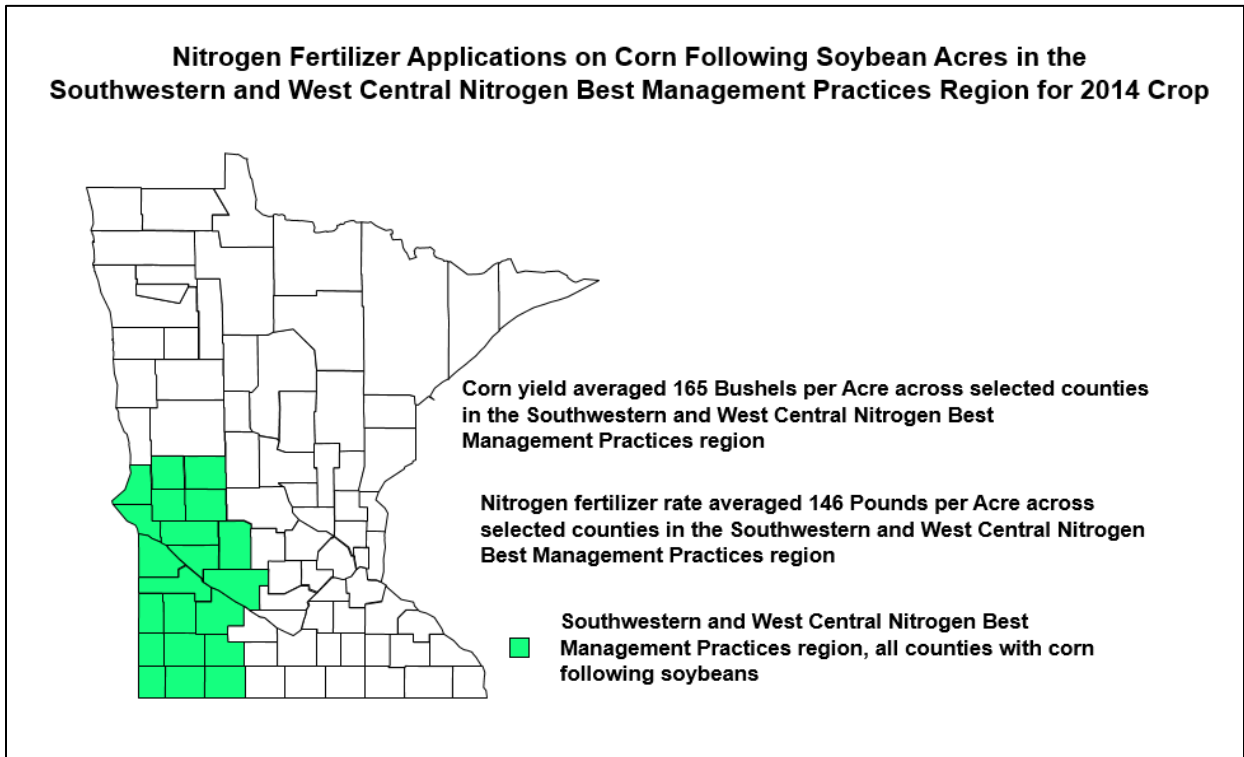 Nitrogen Fertilizer Applications on Corn Following Soybean Acres in the
Southwestern and West Central Nitrogen Best Management Practices Region for 2014 Crop
Corn yield averaged 165 Bushels per Acre across selected counties
in the Southwestern and West Central Nitrogen Best
Management Practices region
Nitrogen fertilizer rate averaged 146 Pounds per Acre across
selected counties in the Southwestern and West Central Nitrogen
Best Management Practices region
Southwestern and West Central Nitrogen Best
Management Practices region, all counties with corn
following soybeans